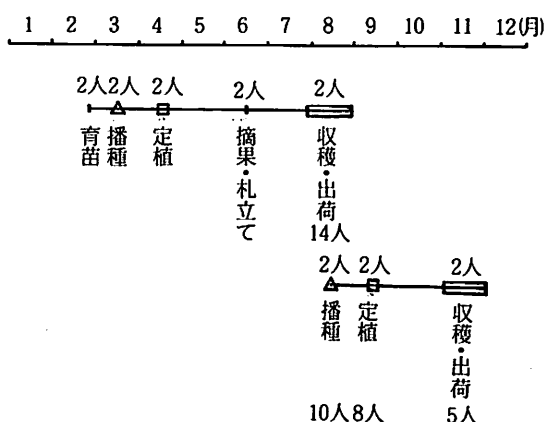 1 2 3 4 5 6 7 8 9 10 11 12(月)
2人 2人 2人 2人 2人
育苗
播種
定植
摘果・札立て
収穫・出荷
14人
2人 2人 2人
播種
定植
収穫・出荷
10人 8人 5人